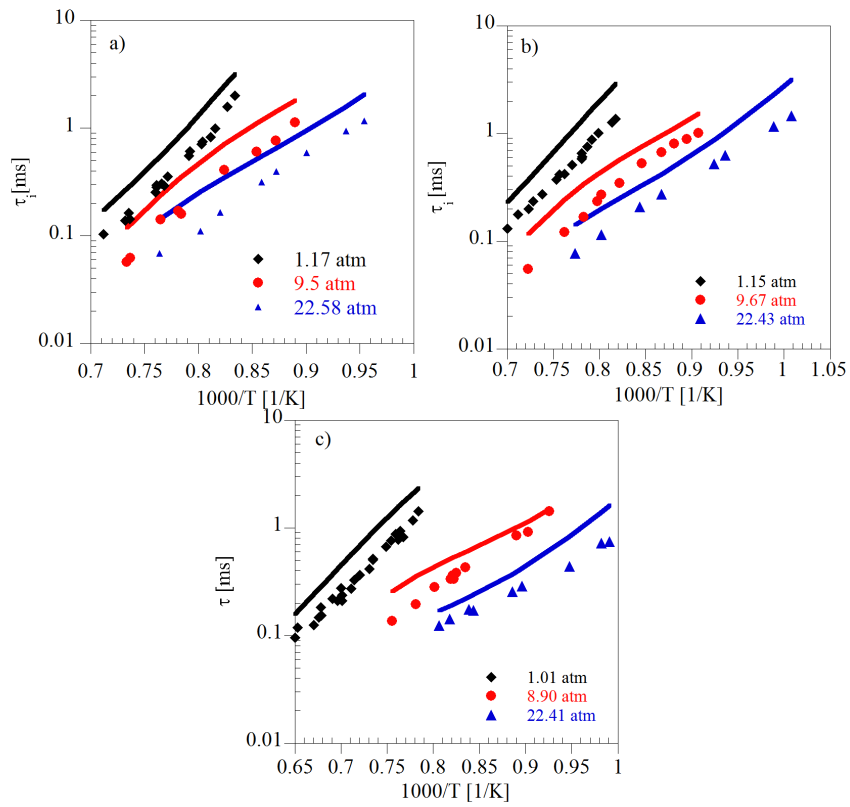 a)
τi[ms]
10
1
0.1
0.01
1.17 atm
9.5 atm
22.58 atm
0.7 0.75 0.8 0.85 0.9 0.95 1
1000/T [1/K]
b)
τi[ms]
10
1
0.1
0.01
1.15 atm
9.67 atm
22.43 atm
0.7 0.75 0.8 0.85 0.9 0.95 1 1.05
1000/T [1/K]
c)
τ [ms]
10
1
0.1
0.01
1.01 atm
8.90 atm
22.41 atm
0.65 0.7 0.75 0.8 0.85 0.9 0.95 1
1000/T [1/K]